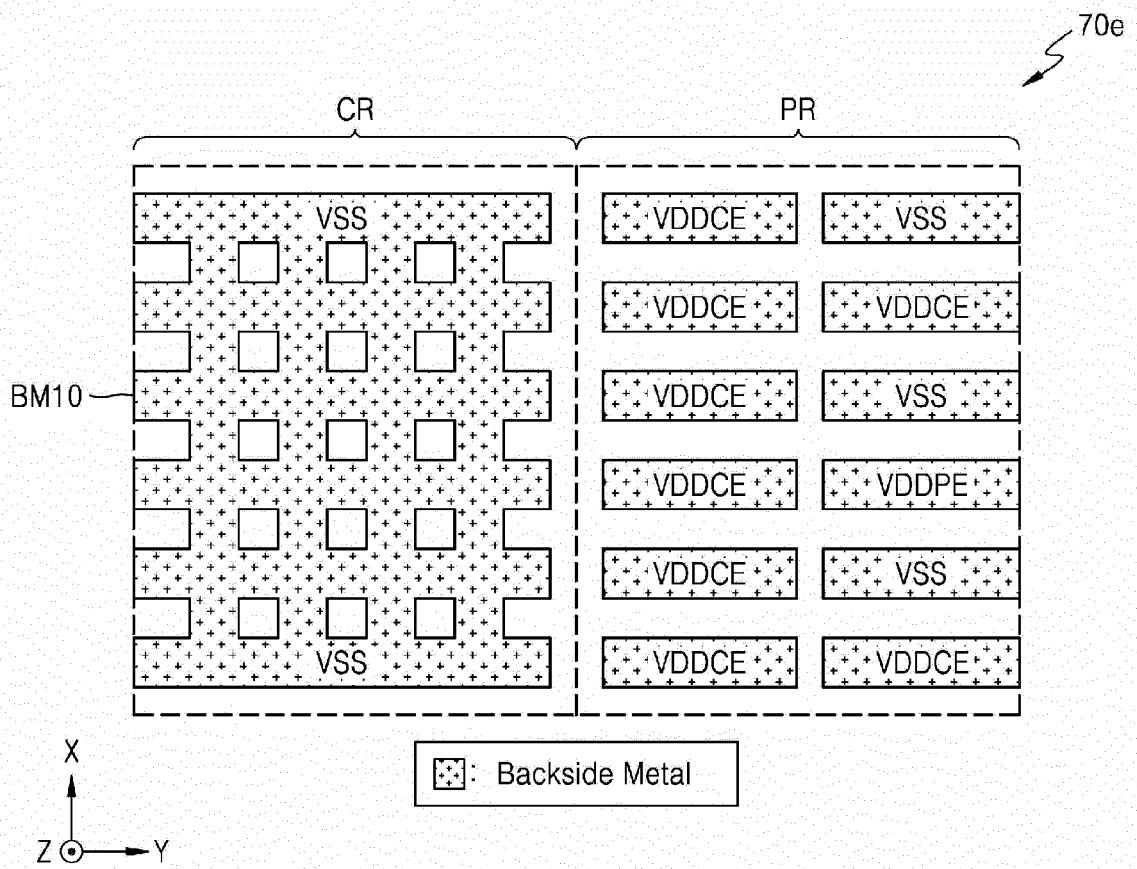 70e
CR PR
VSS VDDCE VSS
VDDCE VDDCE
BM10 VDDCE VSS
VDDCE VDDPE
VDDCE VSS
VSS VDDCE VDDCE
X
Z Y
: Backside Metal